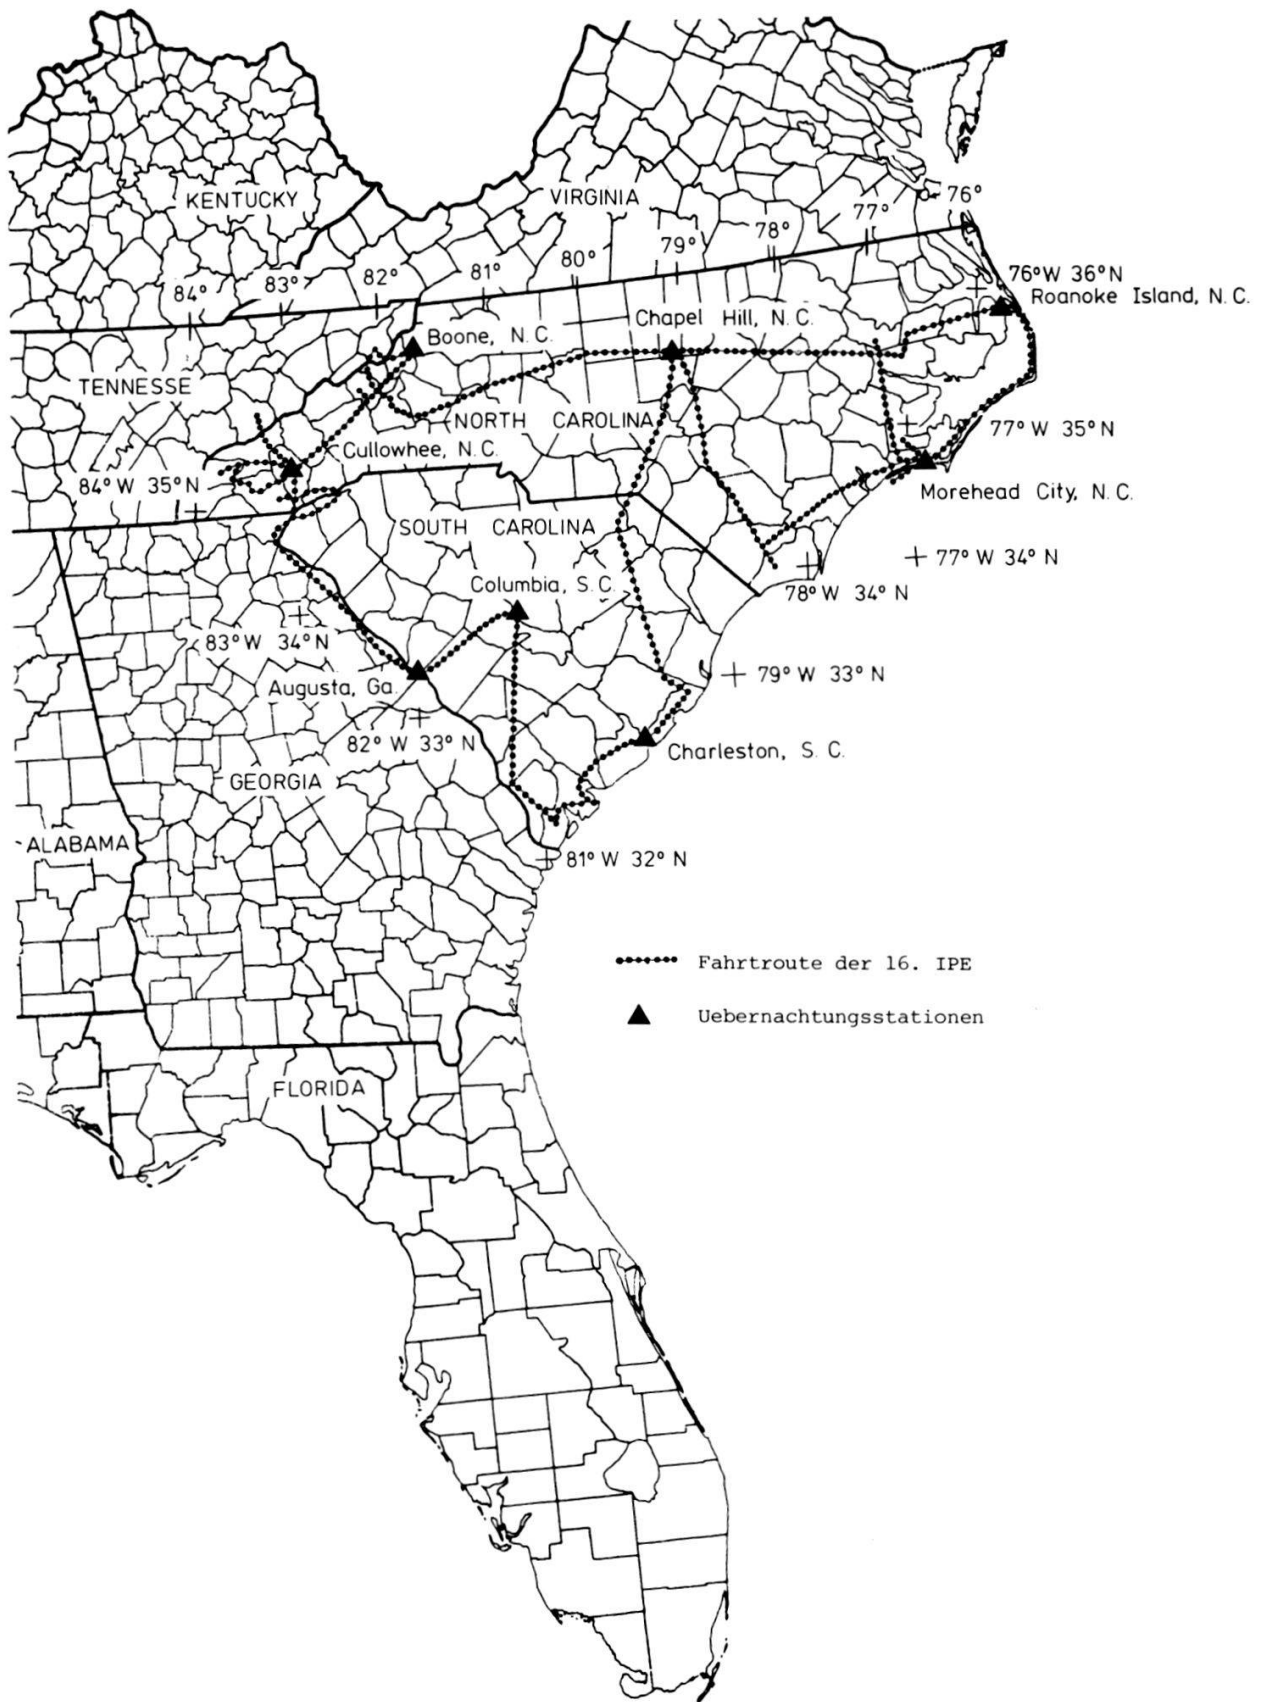 KENTUCKY
VIRGINIA
76°
77°
78°
79°
80°
81°
82°
83°
84°
76°W 36°N
Roanoke Island, N.C.
Chapel Hill, N.C.
Boone, N.C.
TENNESSE
NORTH CAROLINA
77°W 35°N
Cullowhee, N.C.
84°W 35°N
Morehead City, N.C.
SOUTH CAROLINA
77°W 34°N
Columbia, S.C.
78°W 34°N
83°W 34°N
79°W 33°N
Augusta, Ga.
82°W 33°N
Charleston, S.C.
GEORGIA
ALABAMA
81°W 32°N
Fahrtroute der 16. IPE
Uebernachtungsstationen
FLORIDA